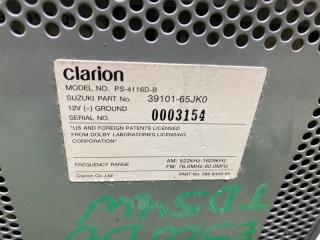 Clarion
MODEL NO. PS-4116D-B
SUZUKI PART No. 39101-65JK0
12V (-) GROUND
SERIAL NO. 0003154
"US AND FOREIGN PATENTS LICENSED
FROM DOLBY LABORATORIES LICENSING
CORPORATION"
FREQUENCY RANGE AM: 522kHz-1629kHz
FM: 76.0MHz-90.0MHz
Clarion Co.,Ltd. Part No.